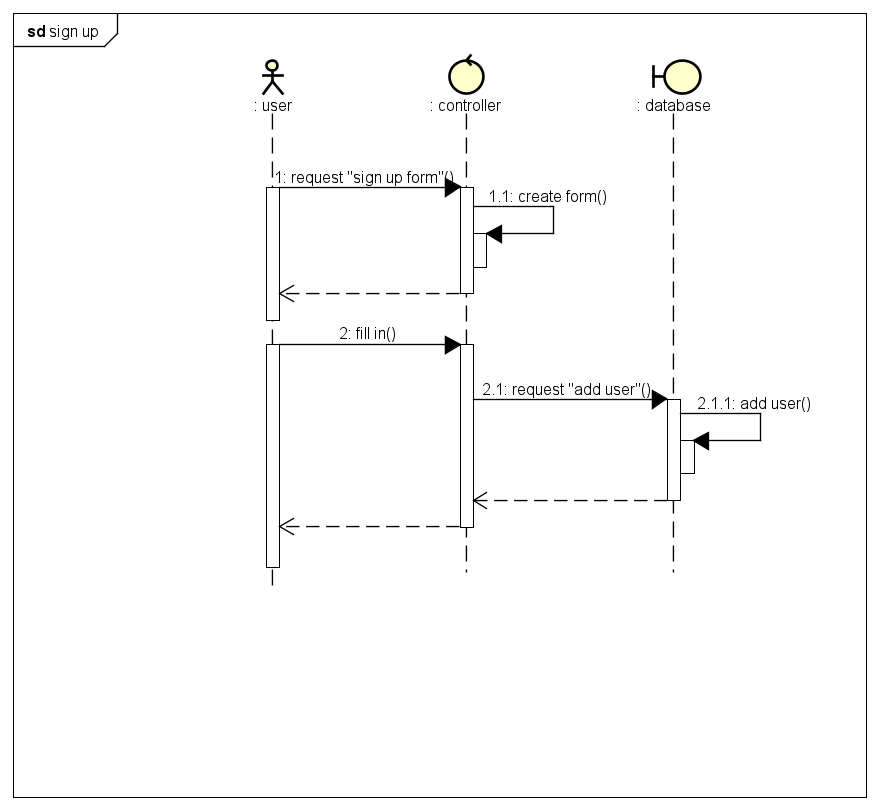 sd sign up
: user
: controller
: database
1: request "sign up form"()
1.1: create form()
2: fill in()
2.1: request "add user"()
2.1.1: add user()